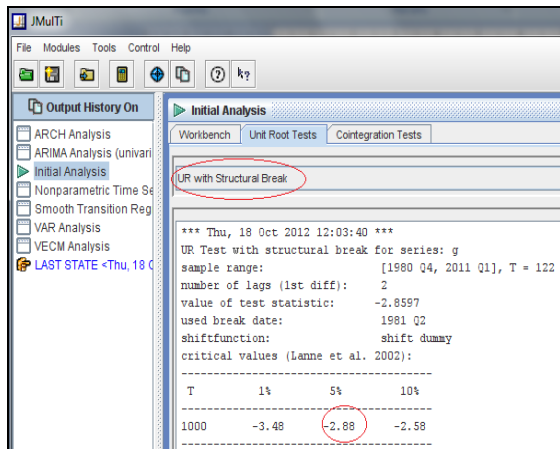 JMulTi
File Modules Tools Control Help
Output History On
ARCH Analysis
ARIMA Analysis (univari
Initial Analysis
Nonparametric Time Se
Smooth Transition Reg
VAR Analysis
VECM Analysis
LAST STATE <Thu, 18 O
Initial Analysis
Workbench Unit Root Tests Cointegration Tests
UR with Structural Break
*** Thu, 18 Oct 2012 12:03:40 ***
UR Test with structural break for series: g
sample range: [1980 Q4, 2011 Q1], T = 122
number of lags (1st diff): 2
value of test statistic: -2.8597
used break date: 1981 Q2
shiftfunction: shift dummy
critical values (Lanne et al. 2002):
-----------------------------------
T 1% 5% 10%
-----------------------------------
1000 -3.48 -2.88 -2.58
-----------------------------------